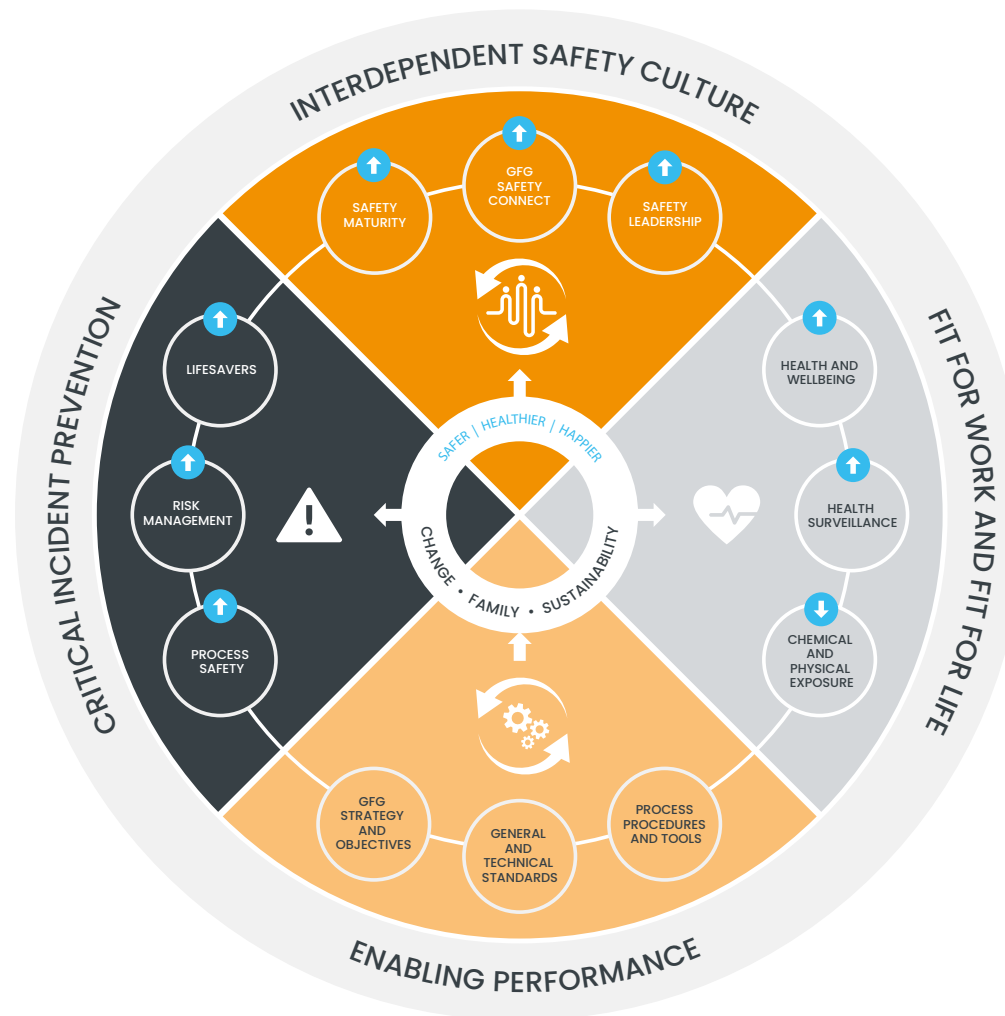 INTERDEPENDENT SAFETY CULTURE
SAFETY
MATURITY
GFG
SAFETY
CONNECT
SAFETY
LEADERSHIP
CRITICAL INCIDENT PREVENTION
LIFESAVERS
RISK
MANAGEMENT
PROCESS
SAFETY
SAFER | HEALTHIER | HAPPIER
CHANGE • FAMILY • SUSTAINABILITY
FIT FOR WORK AND FIT FOR LIFE
HEALTH AND
WELLBEING
HEALTH
SURVEILLANCE
CHEMICAL
AND
PHYSICAL
EXPOSURE
GFG
STRATEGY
AND
OBJECTIVES
GENERAL
AND
TECHNICAL
STANDARDS
PROCESS
PROCEDURES
AND TOOLS
ENABLING PERFORMANCE